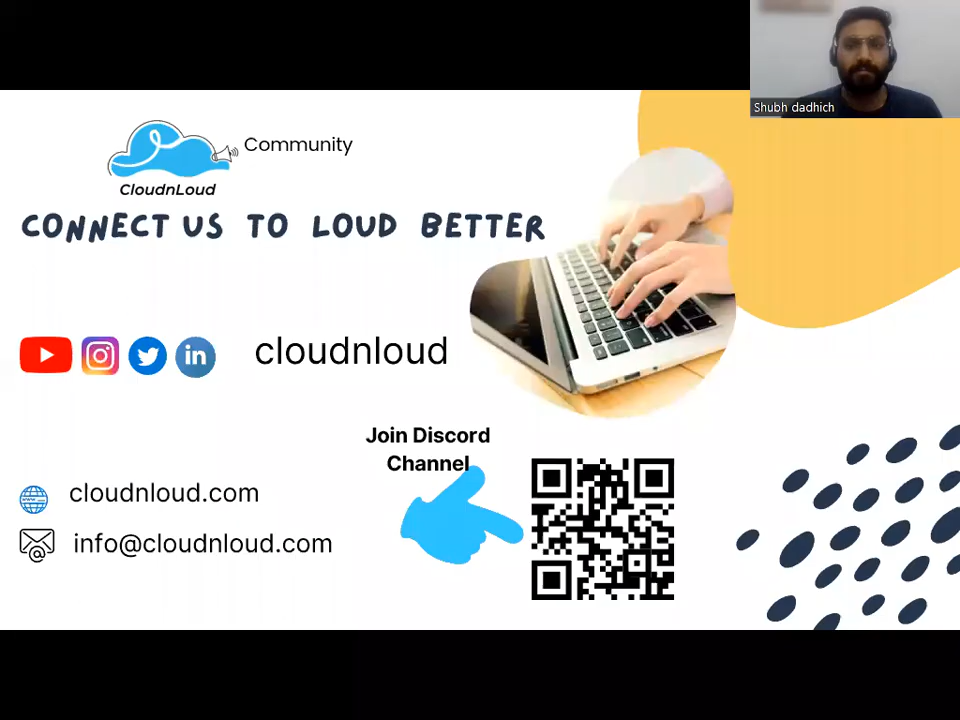 Shubh dadhich
Community
CloudnLoud
CONNECT US TO LOUD BETTER
cloudnloud
Join Discord
Channel
cloudnloud.com
info@cloudnloud.com